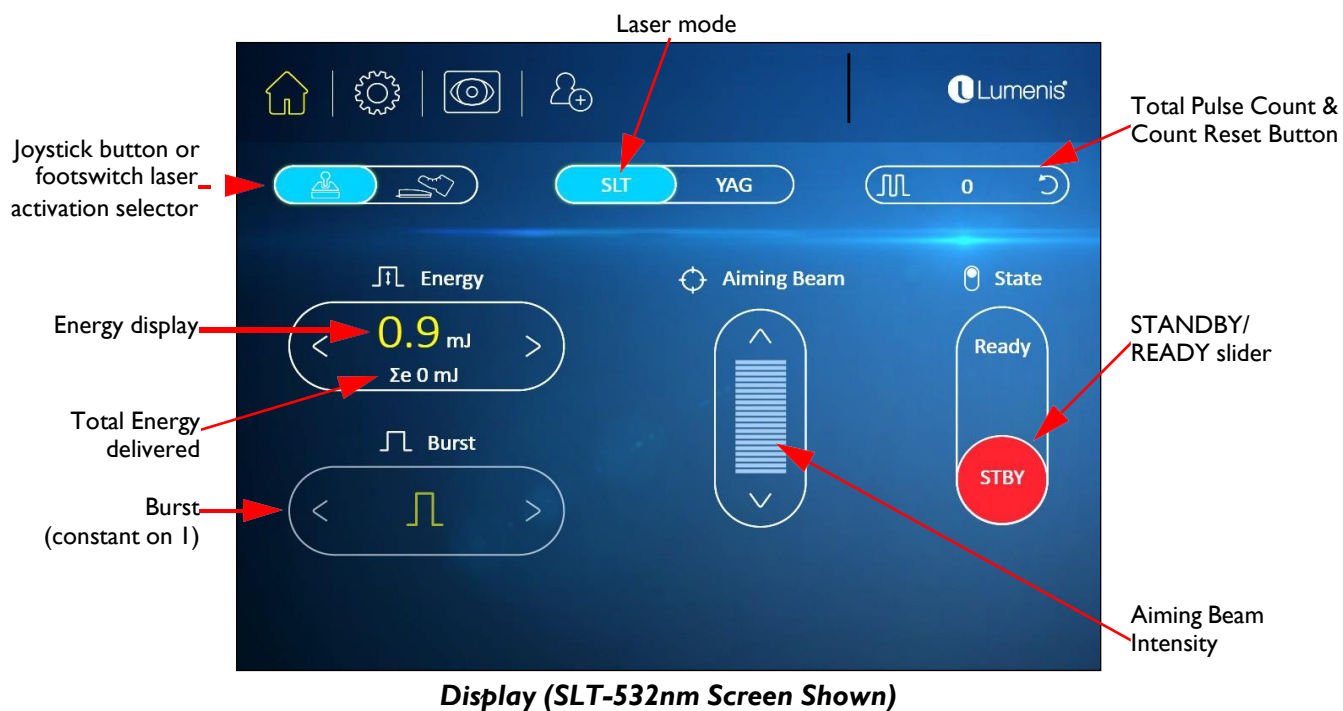 Laser mode
Lumenis
Total Pulse Count &
Count Reset Button
Joystick button or
footswitch laser
activation selector
SLT
YAG
0
Energy
Aiming Beam
State
Energy display
0.9 mJ
Ready
STANDBY/
READY slider
Σe 0 mJ
Total Energy
delivered
Burst
STBY
Burst
(constant on 1)
Aiming Beam
Intensity
Display (SLT-532nm Screen Shown)